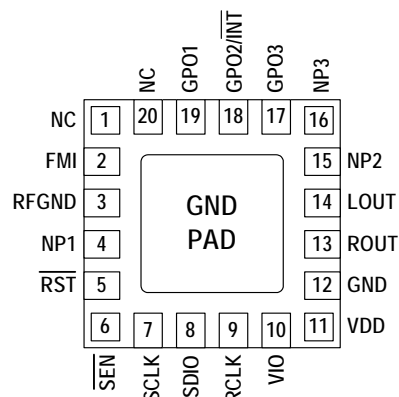 NC
GPO1
GPO2/INT
GPO3
NP3
NC 1 20 19 18 17 16
FMI 2 15 NP2
RFGND 3 14 LOUT
GND
PAD
NP1 4 13 ROUT
RST 5 12 GND
6 7 8 9 10 11 VDD
SEN
SCLK
SDIO
RCLK
VIO